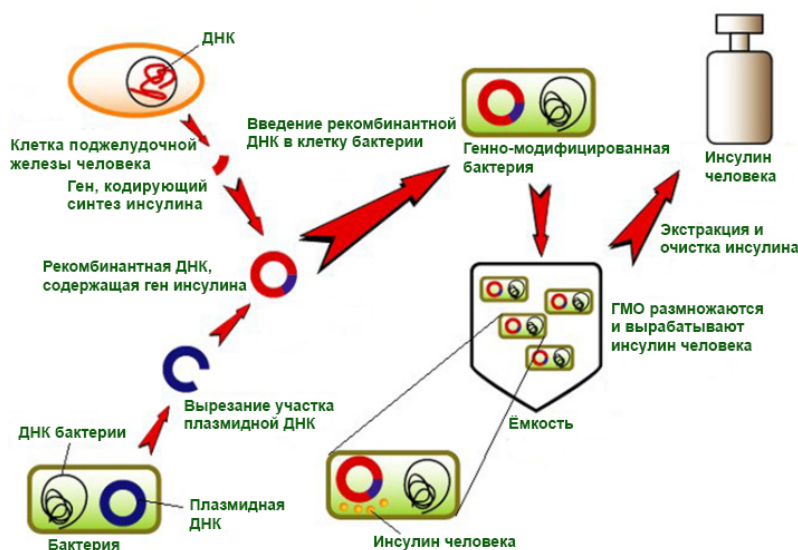 ДНК
Клетка поджелудочной
железы человека
Ген, кодирующий
синтез инсулина
Введение рекомбинантной
ДНК в клетку бактерии
Генно-модифицированная
бактерия
Инсулин
человека
Рекомбинантная ДНК,
содержащая ген инсулина
Экстракция и
очистка инсулина
ГМО размножаются
и вырабатывают
инсулин человека
Вырезание участка
плазмидной ДНК
Ёмкость
ДНК бактерии
Плазмидная
ДНК
Бактерия
Инсулин человека